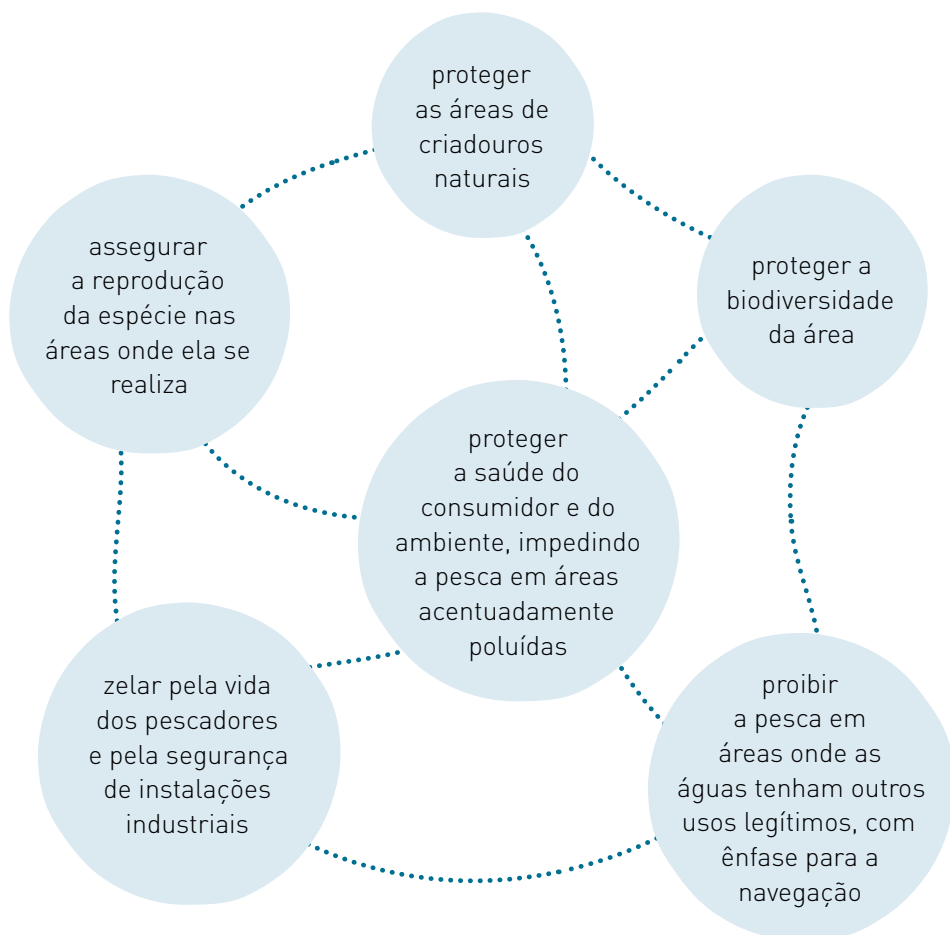 proteger
as áreas de
criadouros
naturais
assegurar
a reprodução
da espécie nas
áreas onde ela se
realiza
proteger a
biodiversidade
da área
proteger
a saúde do
consumidor e do
ambiente, impedindo
a pesca em áreas
acentuadamente
poluídas
zelar pela vida
dos pescadores
e pela segurança
de instalações
industriais
proibir
a pesca em
áreas onde as
águas tenham outros
usos legítimos, com
ênfase para a
navegação